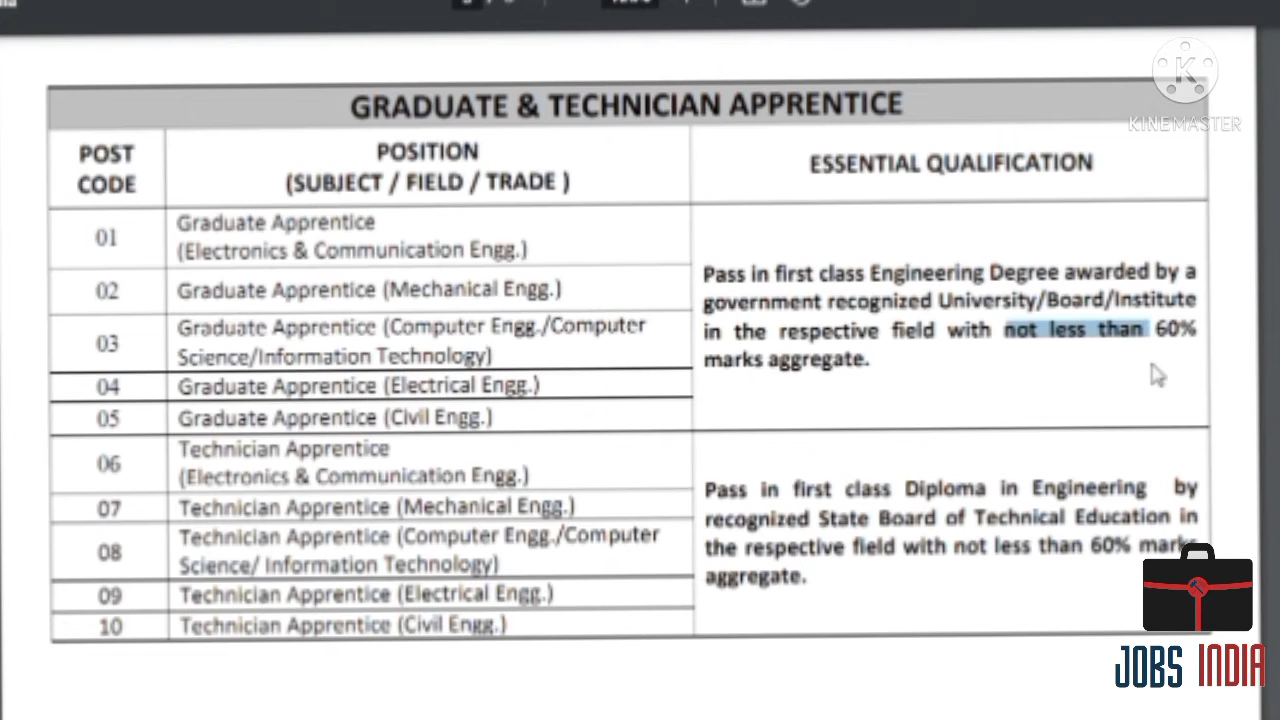 KINEMASTER
GRADUATE & TECHNICIAN APPRENTICE
POST
CODE
POSITION
(SUBJECT / FIELD / TRADE )
ESSENTIAL QUALIFICATION
01
Graduate Apprentice
(Electronics & Communication Engg.)
02
Graduate Apprentice (Mechanical Engg.)
03
Graduate Apprentice (Computer Engg./Computer
Science/Information Technology)
04
Graduate Apprentice (Electrical Engg.)
05
Graduate Apprentice (Civil Engg.)
Pass in first class Engineering Degree awarded by a
government recognized University/Board/Institute
in the respective field with not less than 60%
marks aggregate.
06
Technician Apprentice
(Electronics & Communication Engg.)
07
Technician Apprentice (Mechanical Engg.)
08
Technician Apprentice (Computer Engg./Computer
Science/ Information Technology)
09
Technician Apprentice (Electrical Engg.)
10
Technician Apprentice (Civil Engg.)
Pass in first class Diploma in Engineering by
recognized State Board of Technical Education in
the respective field with not less than 60% marks
aggregate.
JOBS INDIA